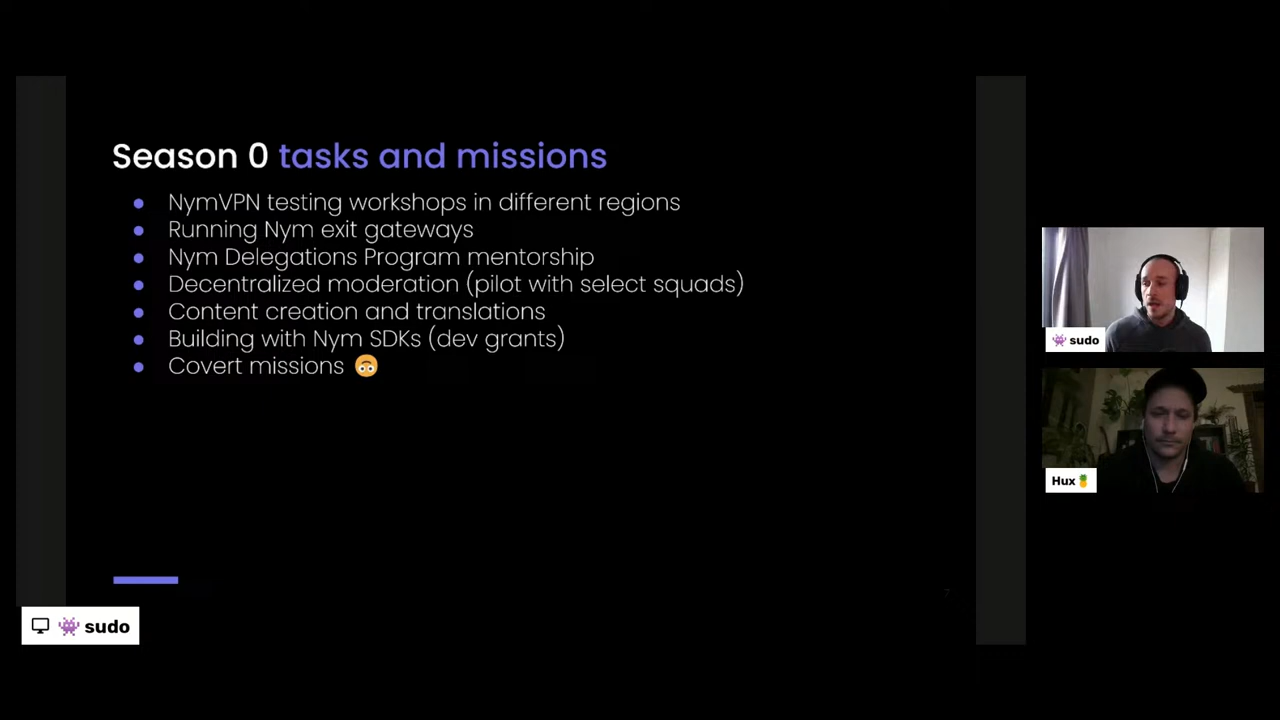 Season 0 tasks and missions
NymVPN testing workshops in different regions
Running Nym exit gateways
Nym Delegations Program mentorship
Decentralized moderation (pilot with select squads)
Content creation and translations
Building with Nym SDKs (dev grants)
Covert missions 🙃
7
👾 sudo
👾 sudo
Hux🍍